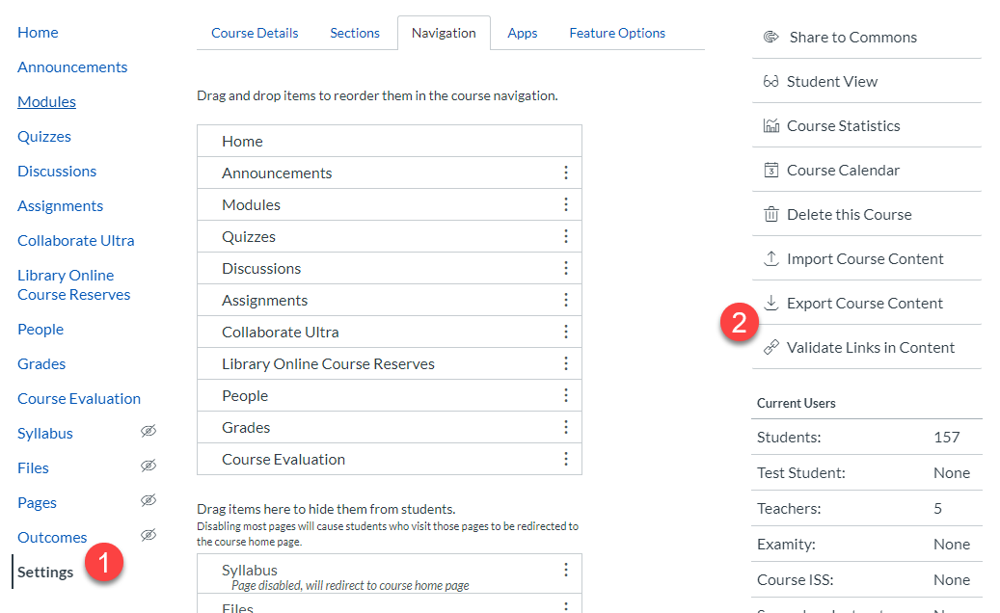 Home
Announcements
Modules
Quizzes
Discussions
Assignments
Collaborate Ultra
Library Online
Course Reserves
People
Grades
Course Evaluation
Syllabus
Files
Pages
Outcomes
Settings
1
Course Details
Sections
Navigation
Apps
Feature Options
Drag and drop items to reorder them in the course navigation.
Home
Announcements
Modules
Quizzes
Discussions
Assignments
Collaborate Ultra
Library Online Course Reserves
People
Grades
Course Evaluation
Drag items here to hide them from students.
Disabling most pages will cause students who visit those pages to be redirected to
the course home page.
Syllabus
Page disabled, will redirect to course home page
Files
Share to Commons
Student View
Course Statistics
3
Course Calendar
Delete this Course
Import Course Content
Export Course Content
2
Validate Links in Content
Current Users
Students: 157
Test Student: None
Teachers: 5
Examity: None
Course ISS: None